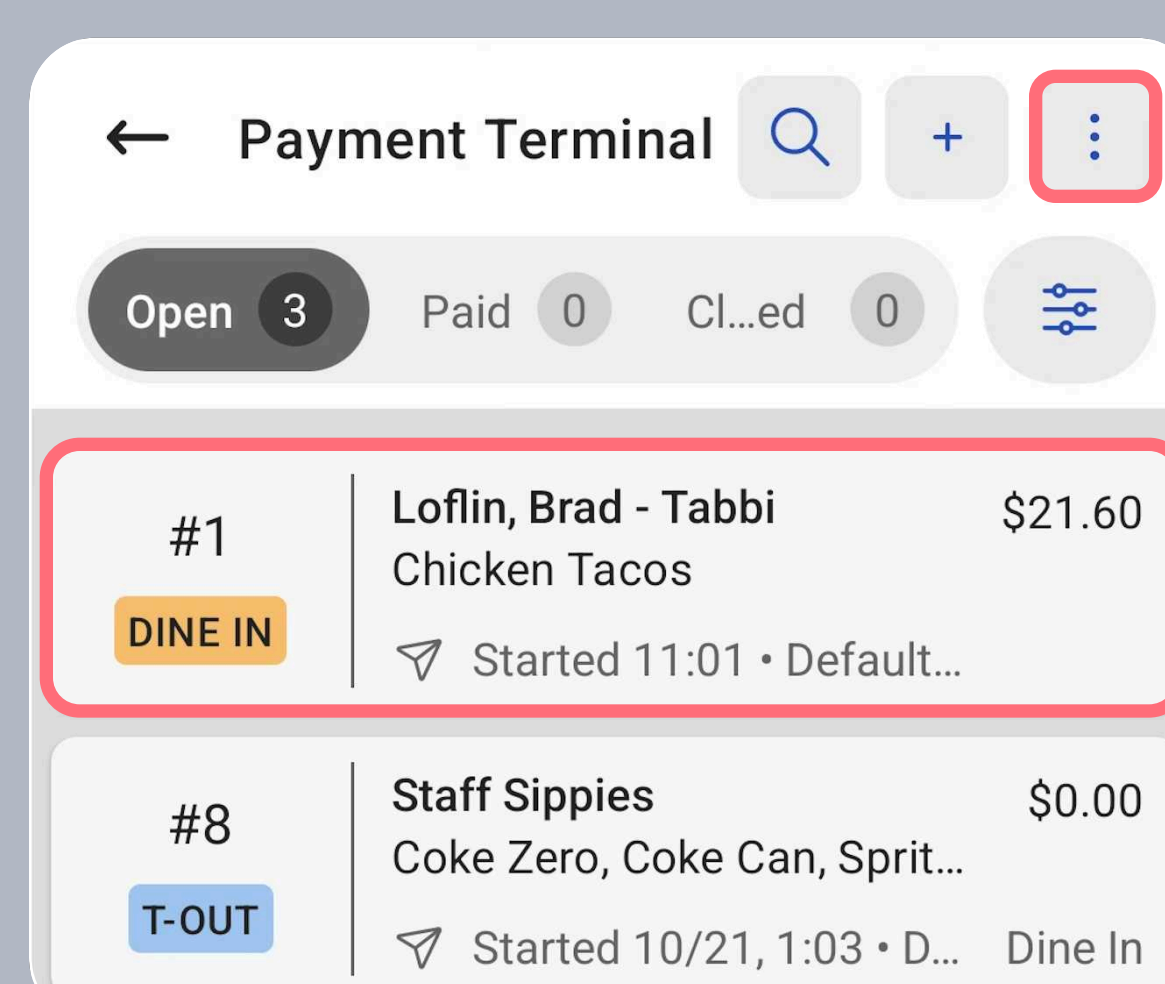 Payment Terminal
Open 3 Paid 0 Cl...ed 0
#1
DINE IN
Loflin, Brad - Tabbi
$21.60
Chicken Tacos
Started 11:01 • Default...
#8
T-OUT
Staff Sippies
$0.00
Coke Zero, Coke Can, Sprit...
Started 10/21, 1:03 • D... Dine In